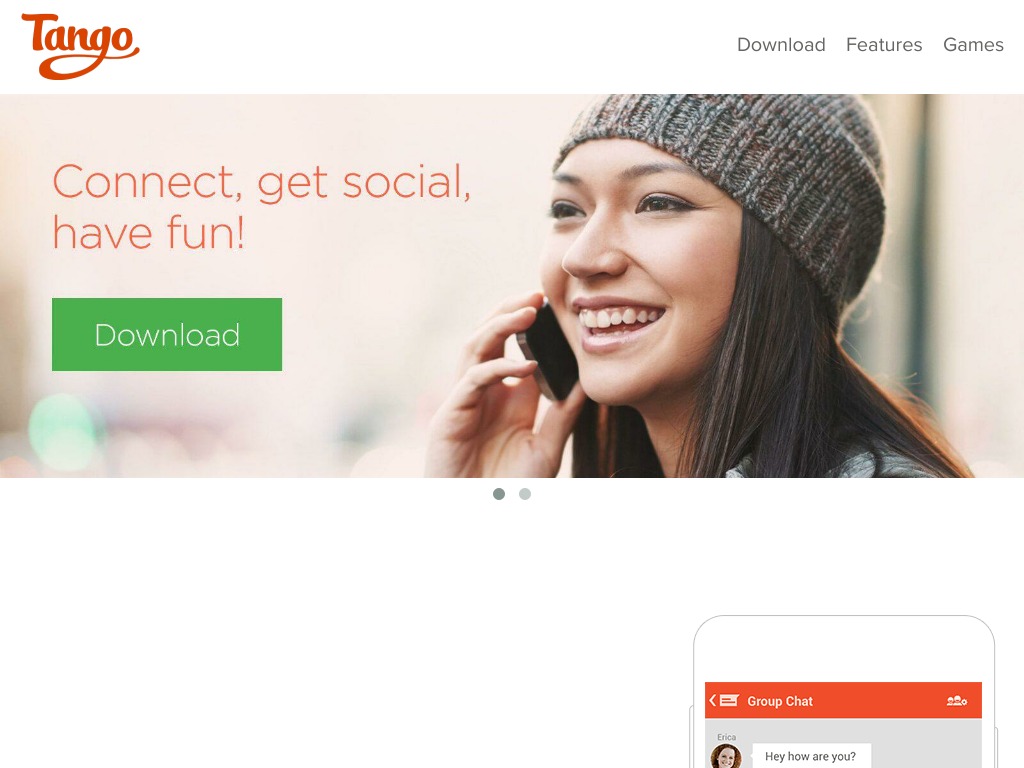 Tango
Download Features Games
Connect, get social,
have fun!
Download
Group Chat
Erica
Hey how are you?